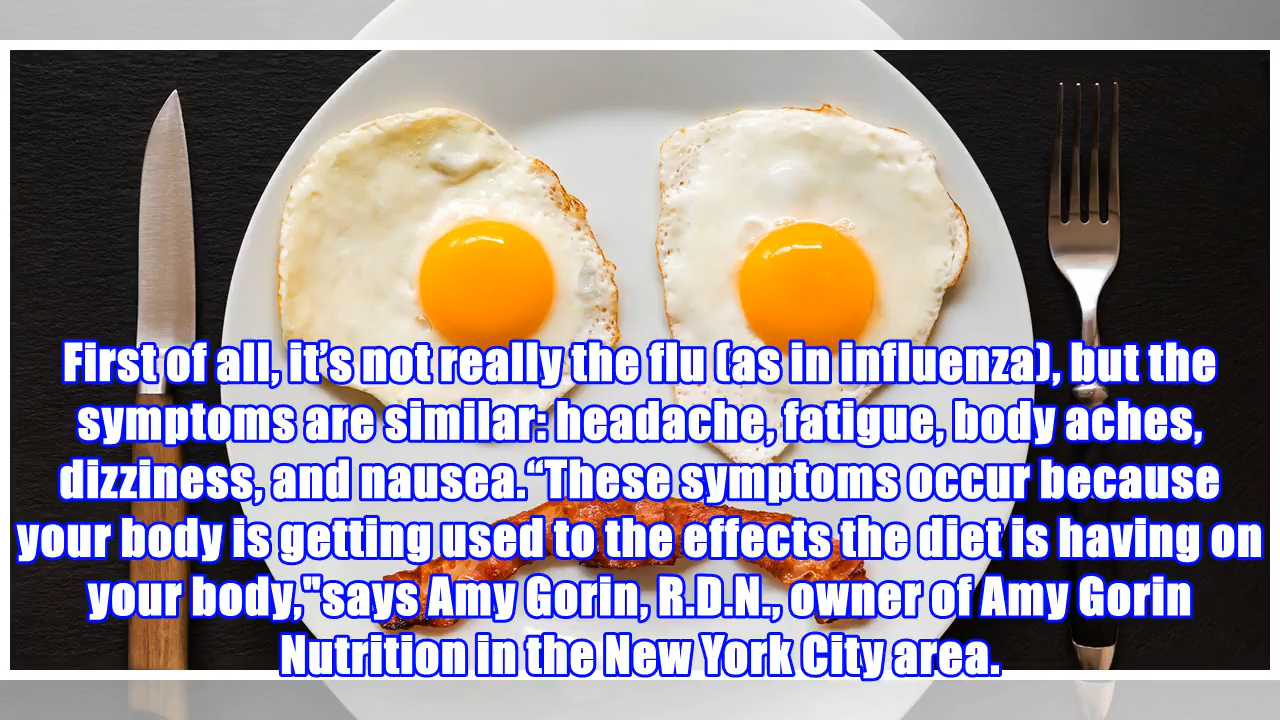 First of all, it’s not really the flu (as in influenza), but the
symptoms are similar: headache, fatigue, body aches,
dizziness, and nausea.“These symptoms occur because
your body is getting used to the effects the diet is having on
your body,"says Amy Gorin, R.D.N., owner of Amy Gorin
Nutrition in the New York City area.